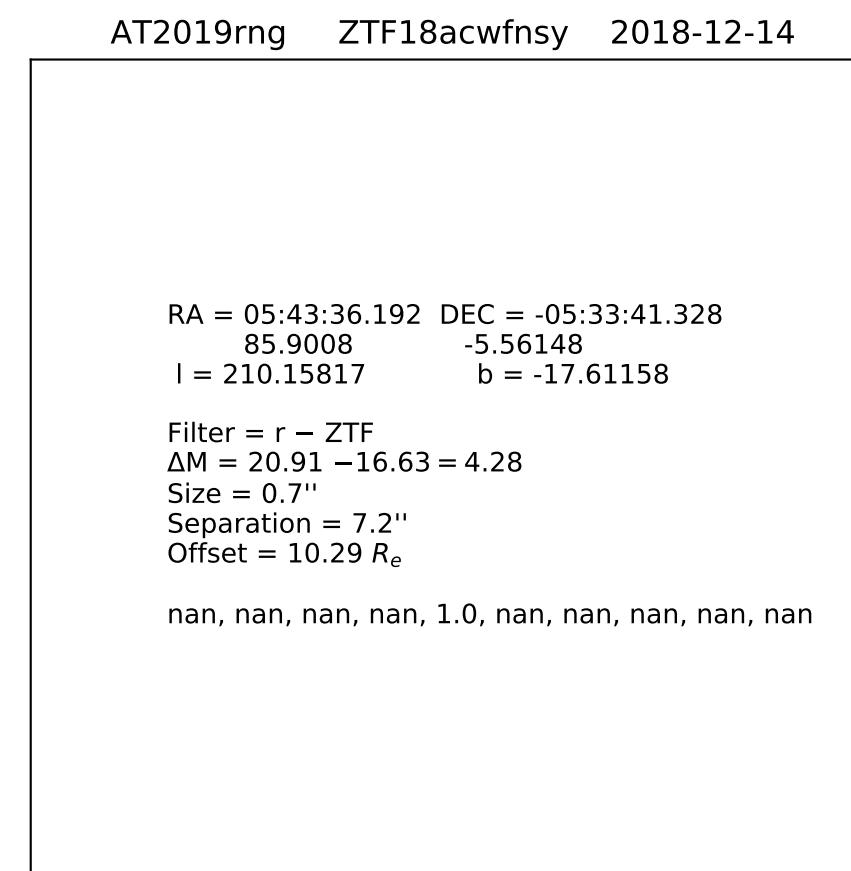 AT2019rng ZTF18acwfnsy 2018-12-14
RA = 05:43:36.192 DEC = -05:33:41.328
85.9008 -5.56148
l = 210.15817 b = -17.61158
Filter = r − ZTF
ΔM = 20.91 −16.63 = 4.28
Size = 0.7''
Separation = 7.2''
Offset = 10.29 Re
nan, nan, nan, nan, 1.0, nan, nan, nan, nan, nan